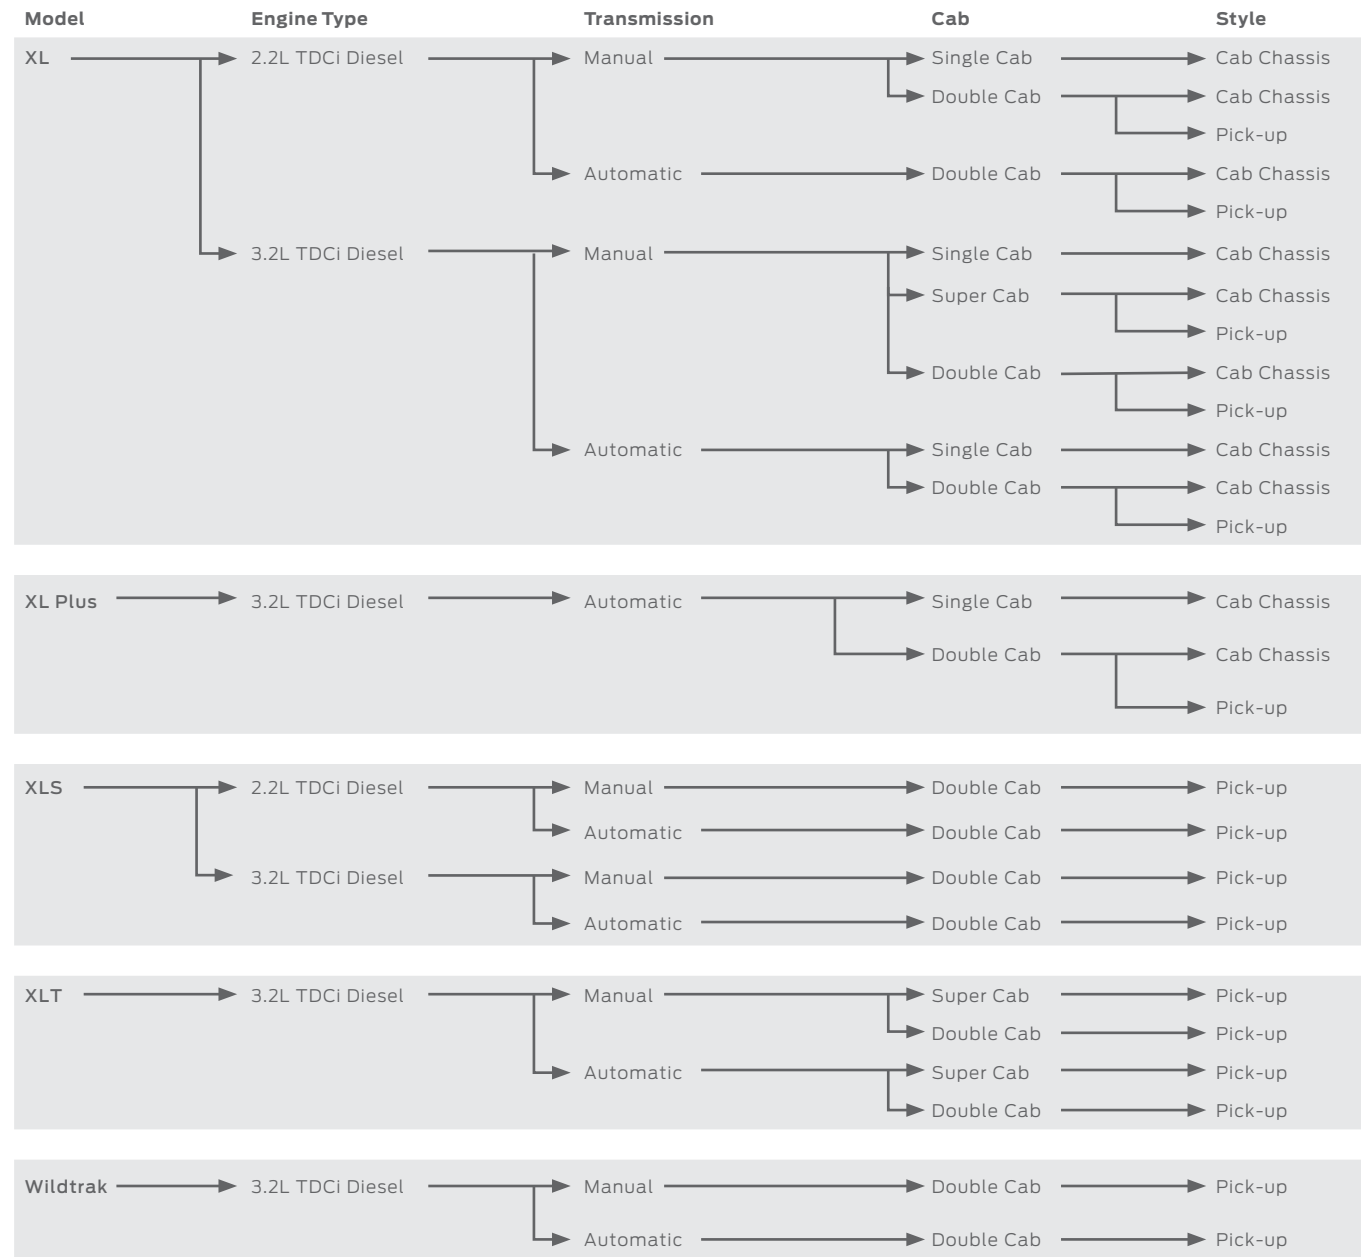 Model Engine Type Transmission Cab Style
XL 2.2L TDCi Diesel Manual Single Cab Cab Chassis
Double Cab Cab Chassis
Pick-up
Automatic Double Cab Cab Chassis
Pick-up
3.2L TDCi Diesel Manual Single Cab Cab Chassis
Super Cab Cab Chassis
Pick-up
Double Cab Cab Chassis
Pick-up
Automatic Single Cab Cab Chassis
Double Cab Cab Chassis
Pick-up
XL Plus 3.2L TDCi Diesel Automatic Single Cab Cab Chassis
Double Cab Cab Chassis
Pick-up
XLS 2.2L TDCi Diesel Manual Double Cab Pick-up
Automatic Double Cab Pick-up
3.2L TDCi Diesel Manual Double Cab Pick-up
Automatic Double Cab Pick-up
XLT 3.2L TDCi Diesel Manual Super Cab Pick-up
Double Cab Pick-up
Automatic Super Cab Pick-up
Double Cab Pick-up
Wildtrak 3.2L TDCi Diesel Manual Double Cab Pick-up
Automatic Double Cab Pick-up